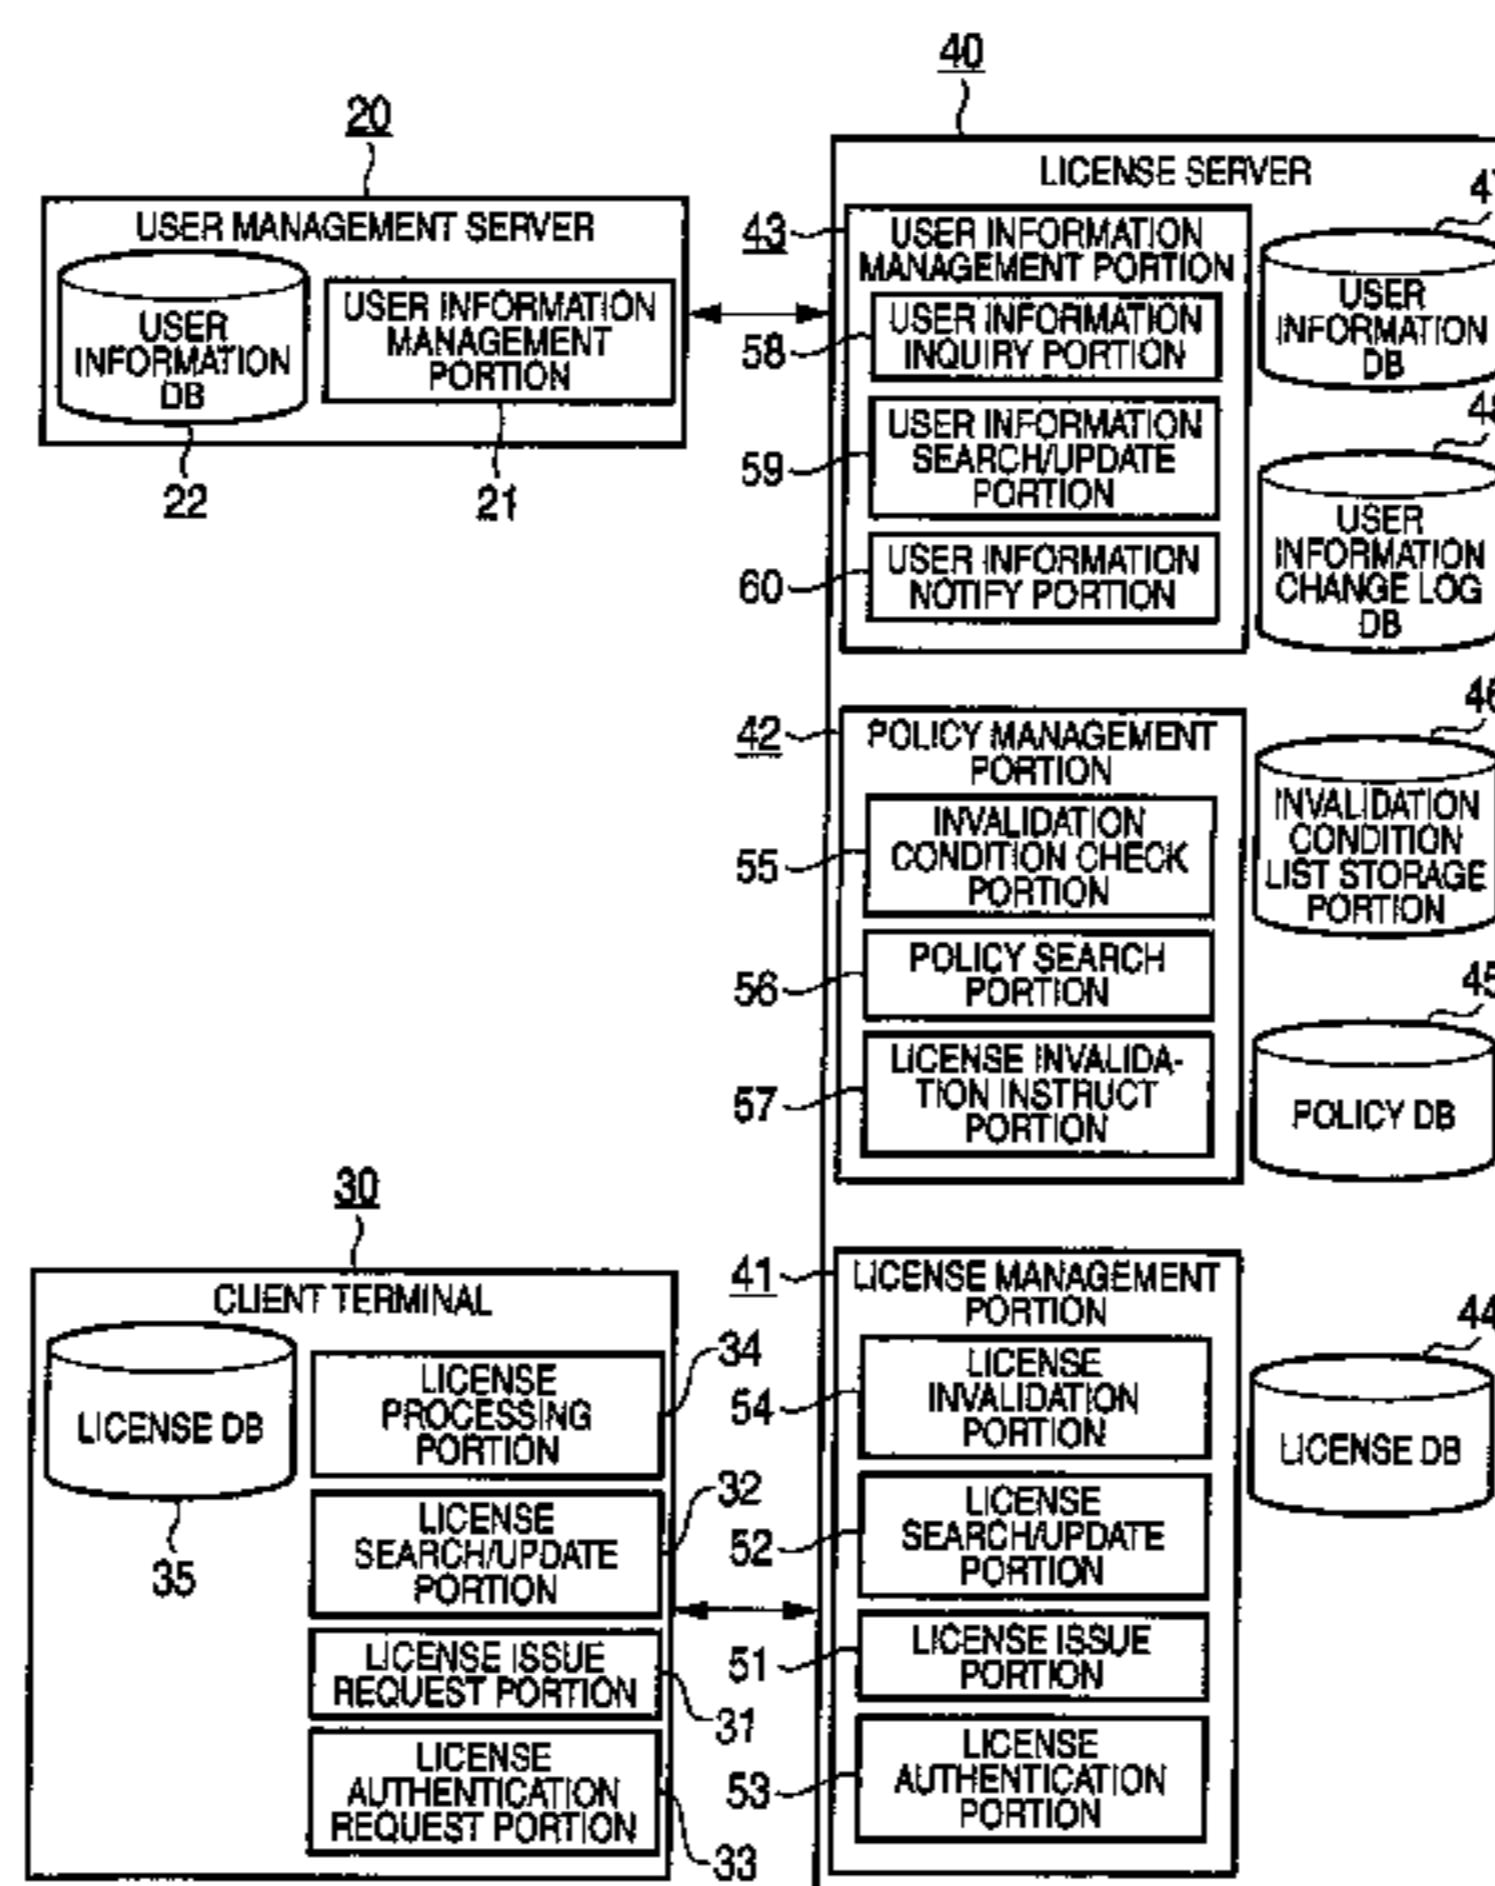 20
USER MANAGEMENT SERVER
USER
INFORMATION
DB
USER INFORMATION
MANAGEMENT
PORTION
22
21
40
LICENSE SERVER
43
USER INFORMATION
MANAGEMENT PORTION
58
USER INFORMATION
INQUIRY PORTION
59
USER INFORMATION
SEARCH/UPDATE
PORTION
60
USER INFORMATION
NOTIFY PORTION
USER
INFORMATION
DB
48
USER
INFORMATION
CHANGE LOG
DB
42
POLICY MANAGEMENT
PORTION
55
INVALIDATION
CONDITION CHECK
PORTION
56
POLICY SEARCH
PORTION
57
LICENSE INVALIDA-
TION INSTRUCT
PORTION
46
INVALIDATION
CONDITION
LIST STORAGE
PORTION
45
POLICY DB
30
CLIENT TERMINAL
LICENSE DB
35
34
LICENSE
PROCESSING
PORTION
32
LICENSE
SEARCH/UPDATE
PORTION
LICENSE ISSUE
REQUEST PORTION
31
LICENSE
AUTHENTICATION
REQUEST PORTION
33
41
LICENSE MANAGEMENT
PORTION
54
LICENSE
INVALIDATION
PORTION
52
LICENSE
SEARCH/UPDATE
PORTION
51
LICENSE ISSUE
PORTION
53
LICENSE
AUTHENTICATION
PORTION
44
LICENSE DB